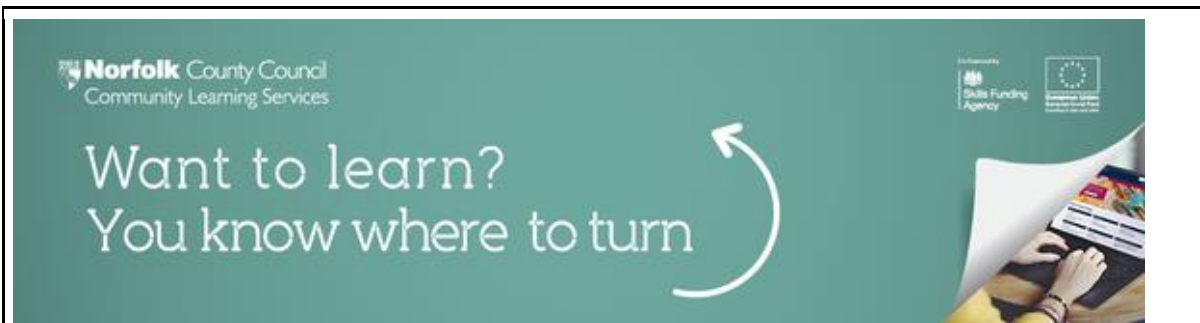 Norfolk County Council
Community Learning Services
Skills Funding
Agency
European Union
Want to learn?
You know where to turn